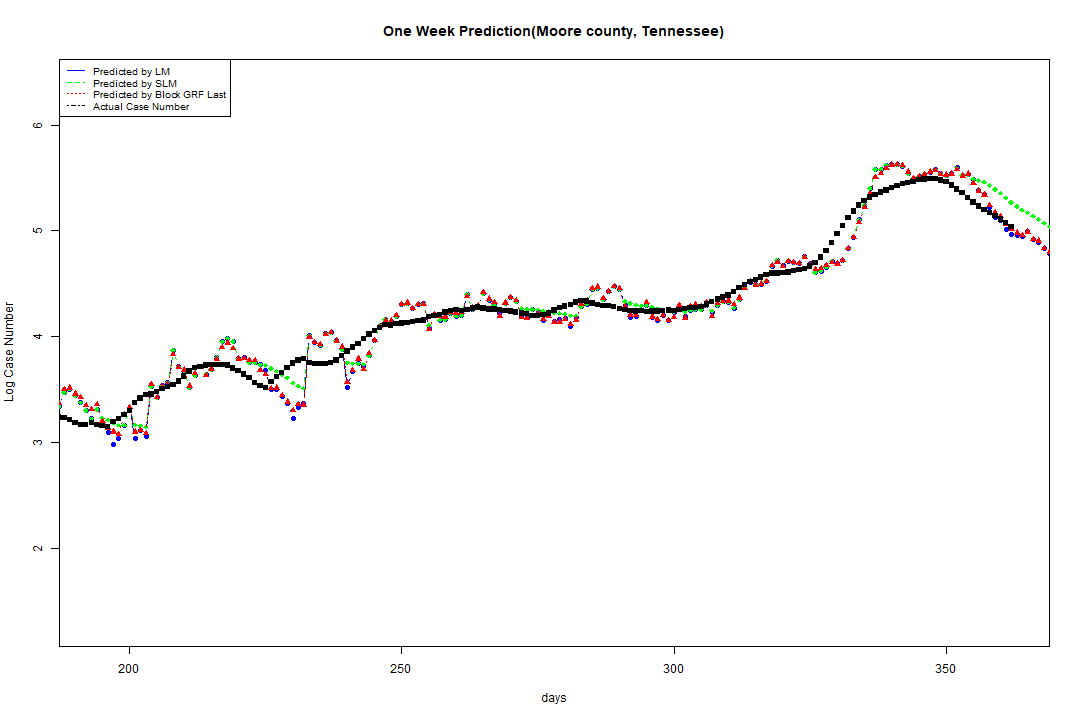 One Week Prediction(Moore county, Tennessee)
Predicted by LM
Predicted by SLM
Predicted by Block GRF Last
Actual Case Number
6
5
4
3
2
Log Case Number
200
250
300
350
days